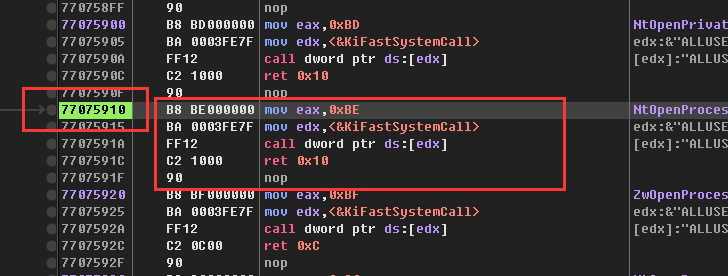 770758FF 90 nop
77075900 B8 BD000000 mov eax,0xBD NtOpenPrivat
77075905 BA 0003FE7F mov edx,<&KiFastSystemCall> edx:&"ALLUSE
7707590A FF12 call dword ptr ds:[edx] [edx]:"ALLUS
7707590C C2 1000 ret 0x10
7707590F 90 nop
77075910 B8 BE000000 mov eax,0xBE NtOpenProces
77075915 BA 0003FE7F mov edx,<&KiFastSystemCall> edx:&"ALLUSE
7707591A FF12 call dword ptr ds:[edx] [edx]:"ALLUS
7707591C C2 1000 ret 0x10
7707591F 90 nop
77075920 B8 BF000000 mov eax,0xBF ZwOpenProces
77075925 BA 0003FE7F mov edx,<&KiFastSystemCall> edx:&"ALLUSE
7707592A FF12 call dword ptr ds:[edx] [edx]:"ALLUS
7707592C C2 0C00 ret 0xC
7707592F 90 nop